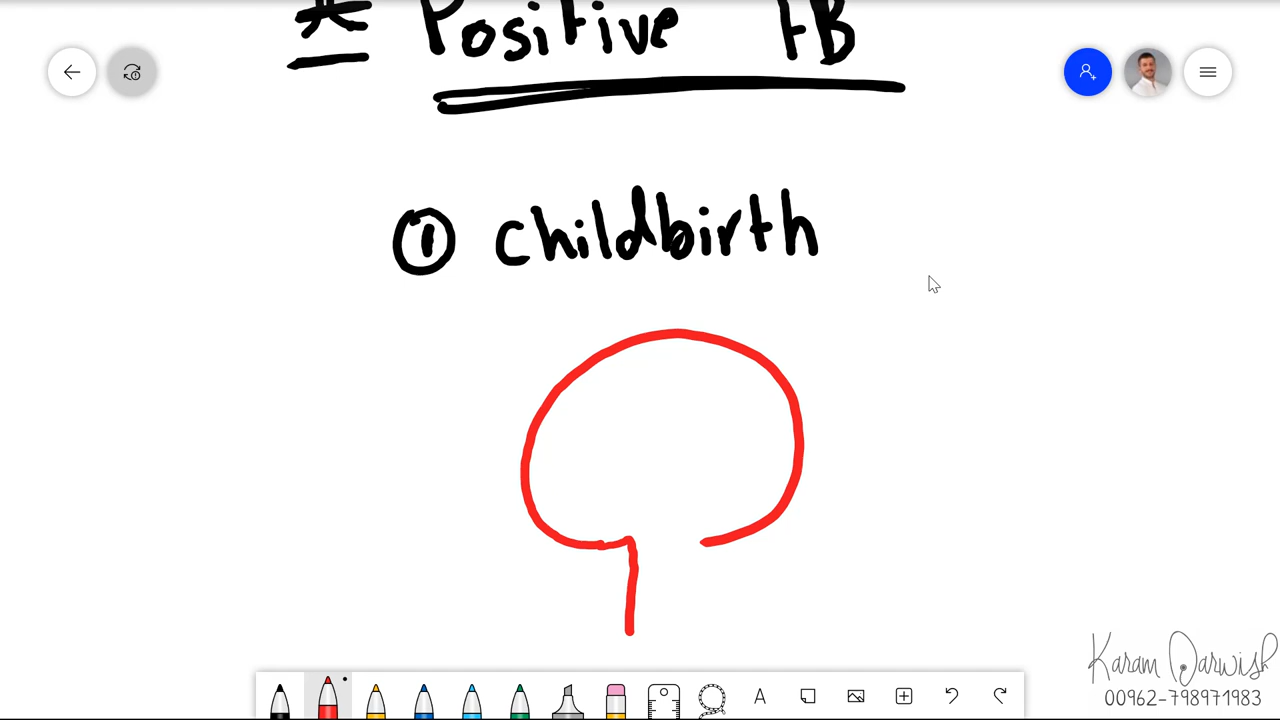 * Positive FB
① childbirth
A
Karam Darwish
00962-798971983